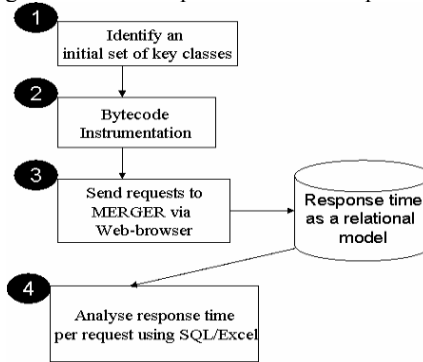 1
Identify an
initial set of key classes
2
Bytecode
Instrumentation
3
Send requests to
MERGER via
Web-browser
Response time
as a relational
model
4
Analyse response time
per request using SQL/Excel